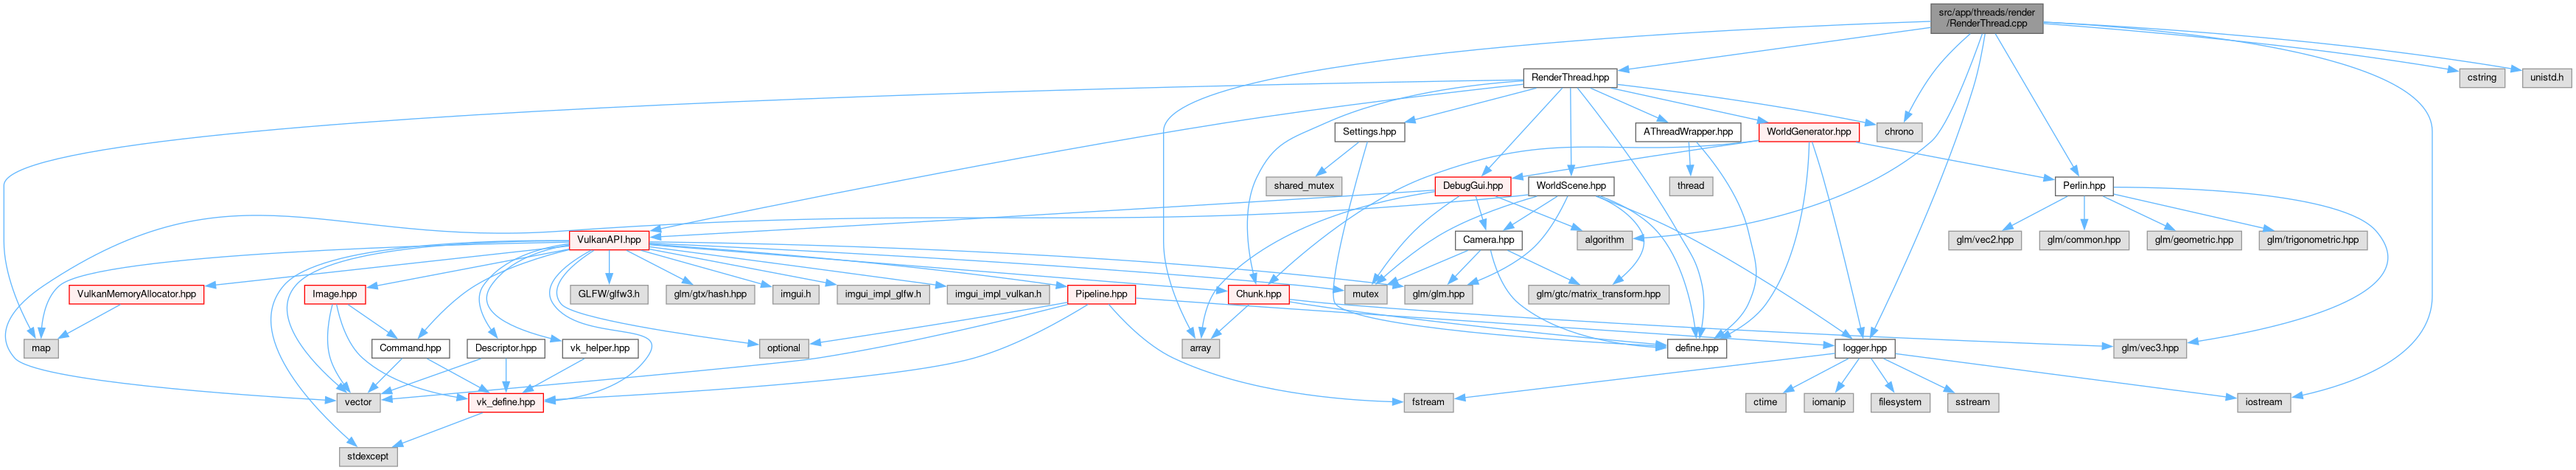 src/app/threads/render
/RenderThread.cpp
RenderThread.hpp
cstring
unistd.h
Settings.hpp
AThreadWrapper.hpp
WorldGenerator.hpp
chrono
shared_mutex
DebugGui.hpp
WorldScene.hpp
thread
Perlin.hpp
VulkanAPI.hpp
Camera.hpp
algorithm
glm/vec2.hpp
glm/common.hpp
glm/geometric.hpp
glm/trigonometric.hpp
VulkanMemoryAllocator.hpp
Image.hpp
GLFW/glfw3.h
glm/gtx/hash.hpp
imgui.h
imgui_impl_glfw.h
imgui_impl_vulkan.h
Pipeline.hpp
Chunk.hpp
mutex
glm/glm.hpp
glm/gtc/matrix_transform.hpp
map
Command.hpp
Descriptor.hpp
vk_helper.hpp
optional
array
define.hpp
logger.hpp
glm/vec3.hpp
vector
vk_define.hpp
fstream
ctime
iomanip
filesystem
sstream
iostream
stdexcept